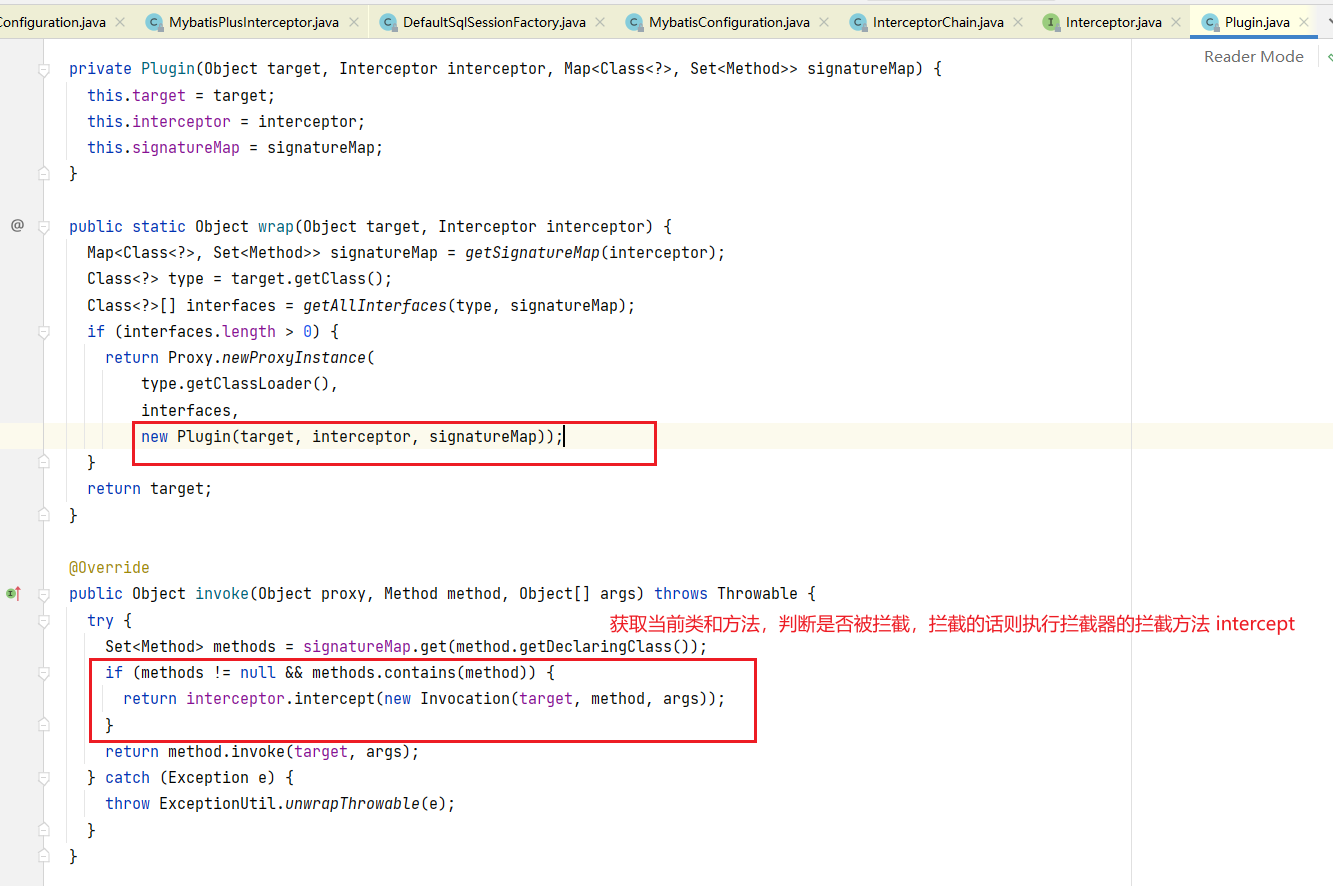 onfiguration.java MybatisPlusInterceptor.java DefaultSqlSessionFactory.java MybatisConfiguration.java InterceptorChain.java Interceptor.java Plugin.java
Reader Mode
private Plugin(Object target, Interceptor interceptor, Map<Class<?>, Set<Method>> signatureMap) {
this.target = target;
this.interceptor = interceptor;
this.signatureMap = signatureMap;
}
public static Object wrap(Object target, Interceptor interceptor) {
Map<Class<?>, Set<Method>> signatureMap = getSignatureMap(interceptor);
Class<?> type = target.getClass();
Class<?>[] interfaces = getAllInterfaces(type, signatureMap);
if (interfaces.length > 0) {
return Proxy.newProxyInstance(
type.getClassLoader(),
interfaces,
new Plugin(target, interceptor, signatureMap));
}
return target;
}
@Override
public Object invoke(Object proxy, Method method, Object[] args) throws Throwable {
try {
获取当前类和方法，判断是否被拦截，拦截的话则执行拦截器的拦截方法 intercept
Set<Method> methods = signatureMap.get(method.getDeclaringClass());
if (methods != null && methods.contains(method)) {
return interceptor.intercept(new Invocation(target, method, args));
}
return method.invoke(target, args);
} catch (Exception e) {
throw ExceptionUtil.unwrapThrowable(e);
}
}